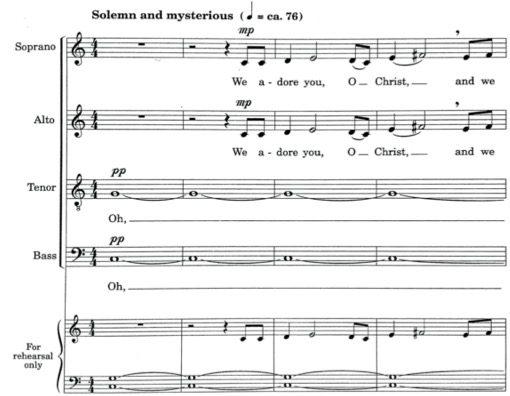 Solemn and mysterious (♩ = ca. 76)
mp
Soprano
We a - dore you, O Christ, and we
mp
Alto
We a - dore you, O Christ, and we
pp
Tenor
Oh,
pp
Bass
Oh,
For
rehearsal
only